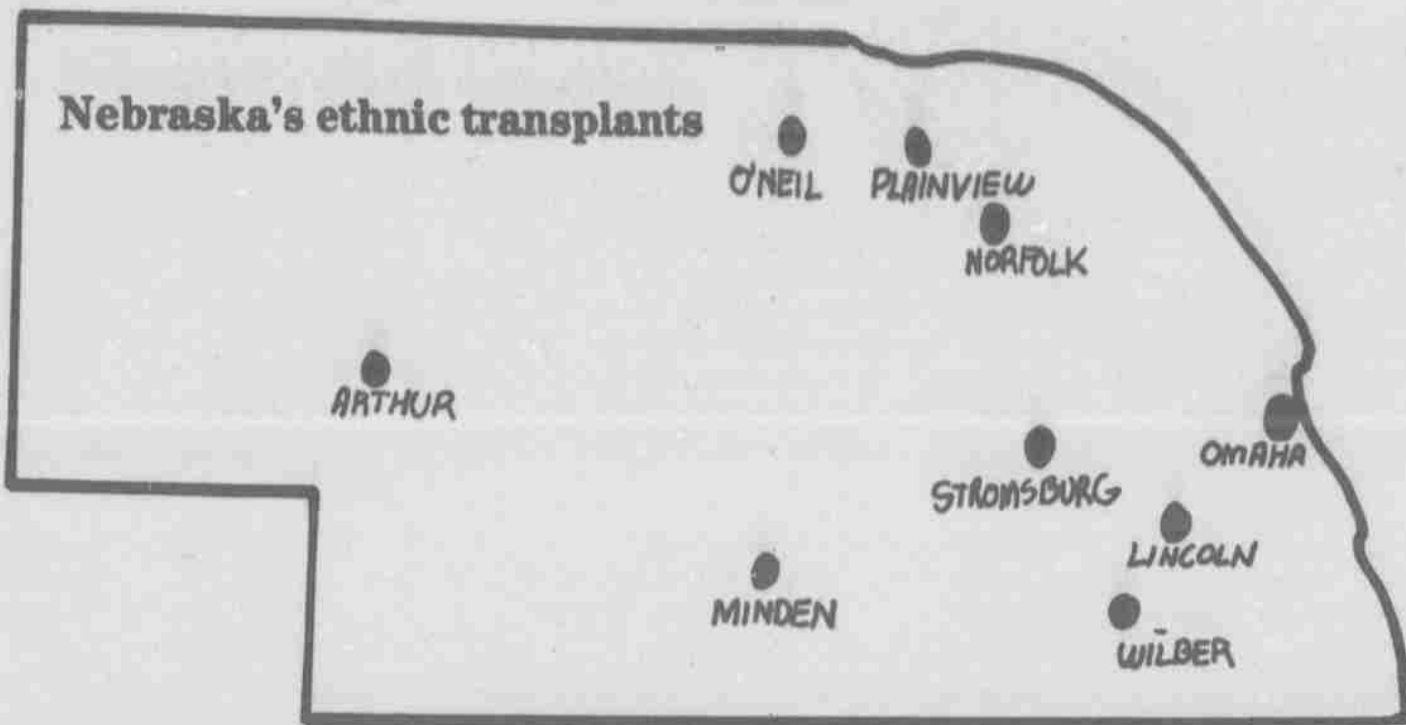 Nebraska's ethnic transplants
O'NEIL
PLAINVIEW
NORFOLK
ARTHUR
OMAHA
STROMSBURG
LINCOLN
MINDEN
WILBER